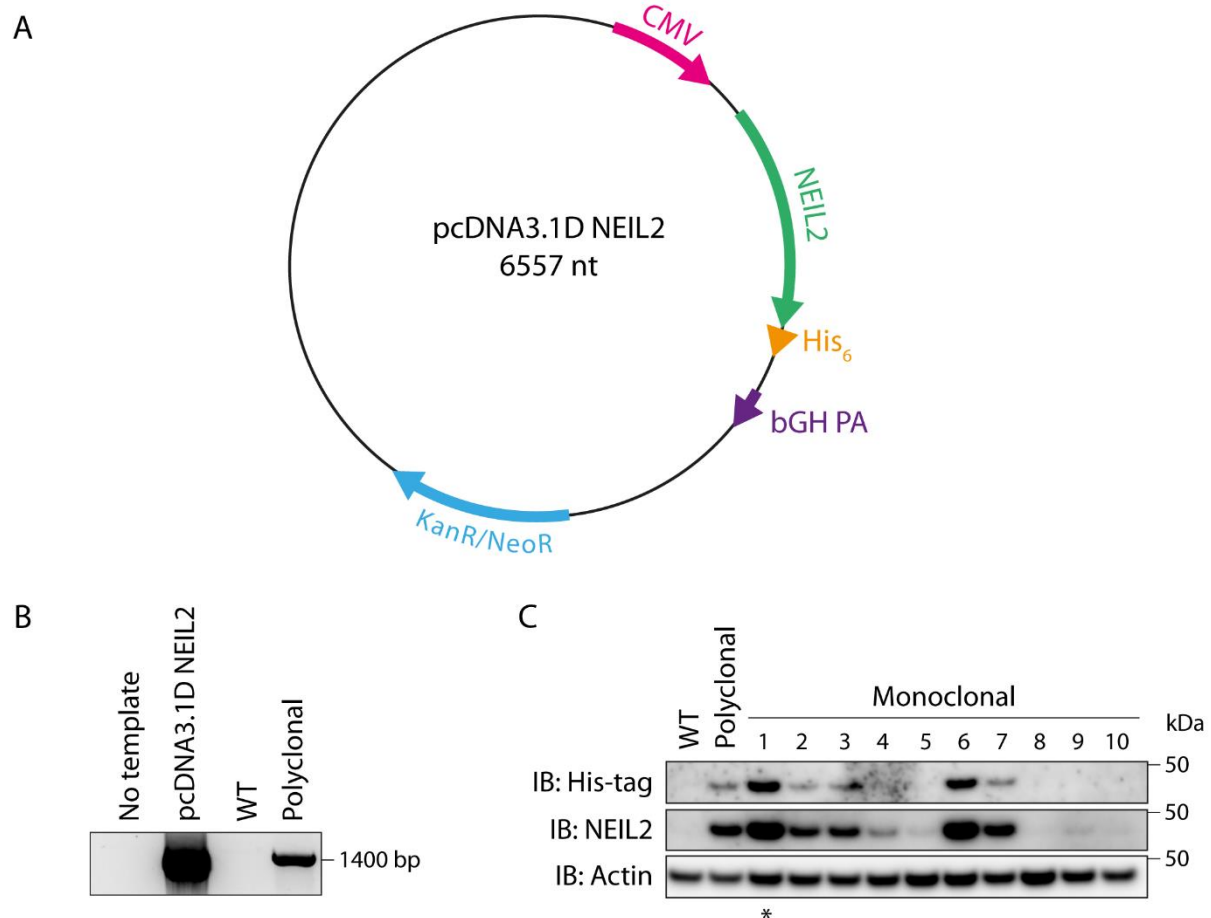 A
CMV
NEIL2
pcDNA3.1D NEIL2
6557 nt
His₆
bGH PA
KanR/NeoR
B
No template
pcDNA3.1D NEIL2
WT
Polyclonal
1400 bp
C
WT
Polyclonal
Monoclonal
1 2 3 4 5 6 7 8 9 10
kDa
IB: His-tag
50
IB: NEIL2
50
IB: Actin
50
*